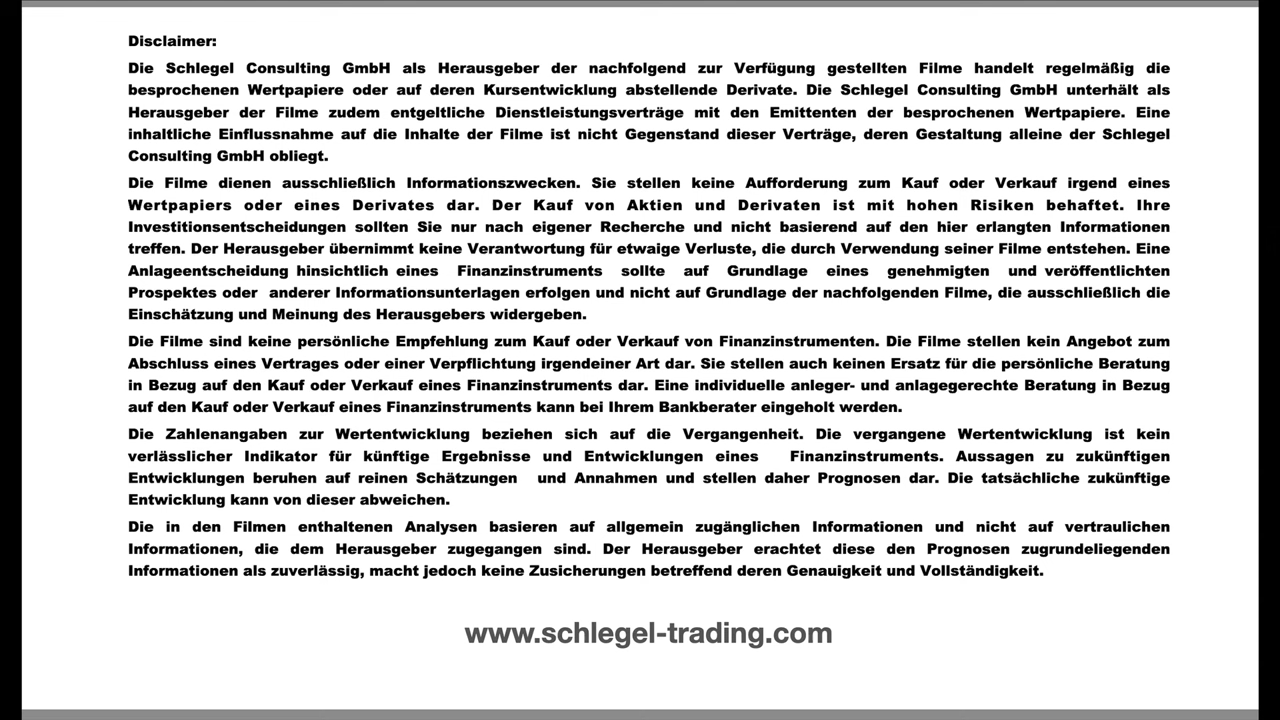 Disclaimer:
Die Schlegel Consulting GmbH als Herausgeber der nachfolgend zur Verfügung gestellten Filme handelt regelmäßig die
besprochenen Wertpapiere oder auf deren Kursentwicklung abstellende Derivate. Die Schlegel Consulting GmbH unterhält als
Herausgeber der Filme zudem entgeltliche Dienstleistungsverträge mit den Emittenten der besprochenen Wertpapiere. Eine
inhaltliche Einflussnahme auf die Inhalte der Filme ist nicht Gegenstand dieser Verträge, deren Gestaltung alleine der Schlegel
Consulting GmbH obliegt.
Die Filme dienen ausschließlich Informationszwecken. Sie stellen keine Aufforderung zum Kauf oder Verkauf irgend eines
Wertpapiers oder eines Derivates dar. Der Kauf von Aktien und Derivaten ist mit hohen Risiken behaftet. Ihre
Investitionsentscheidungen sollten Sie nur nach eigener Recherche und nicht basierend auf den hier erlangten Informationen
treffen. Der Herausgeber übernimmt keine Verantwortung für etwaige Verluste, die durch Verwendung seiner Filme entstehen. Eine
Anlageentscheidung hinsichtlich eines Finanzinstruments sollte auf Grundlage eines genehmigten und veröffentlichten
Prospektes oder anderer Informationsunterlagen erfolgen und nicht auf Grundlage der nachfolgenden Filme, die ausschließlich die
Einschätzung und Meinung des Herausgebers widergeben.
Die Filme sind keine persönliche Empfehlung zum Kauf oder Verkauf von Finanzinstrumenten. Die Filme stellen kein Angebot zum
Abschluss eines Vertrages oder einer Verpflichtung irgendeiner Art dar. Sie stellen auch keinen Ersatz für die persönliche Beratung
in Bezug auf den Kauf oder Verkauf eines Finanzinstruments dar. Eine individuelle anleger- und anlagegerechte Beratung in Bezug
auf den Kauf oder Verkauf eines Finanzinstruments kann bei Ihrem Bankberater eingeholt werden.
Die Zahlenangaben zur Wertentwicklung beziehen sich auf die Vergangenheit. Die vergangene Wertentwicklung ist kein
verlässlicher Indikator für künftige Ergebnisse und Entwicklungen eines Finanzinstruments. Aussagen zu zukünftigen
Entwicklungen beruhen auf reinen Schätzungen und Annahmen und stellen daher Prognosen dar. Die tatsächliche zukünftige
Entwicklung kann von dieser abweichen.
Die in den Filmen enthaltenen Analysen basieren auf allgemein zugänglichen Informationen und nicht auf vertraulichen
Informationen, die dem Herausgeber zugegangen sind. Der Herausgeber erachtet diese den Prognosen zugrundeliegenden
Informationen als zuverlässig, macht jedoch keine Zusicherungen betreffend deren Genauigkeit und Vollständigkeit.
www.schlegel-trading.com